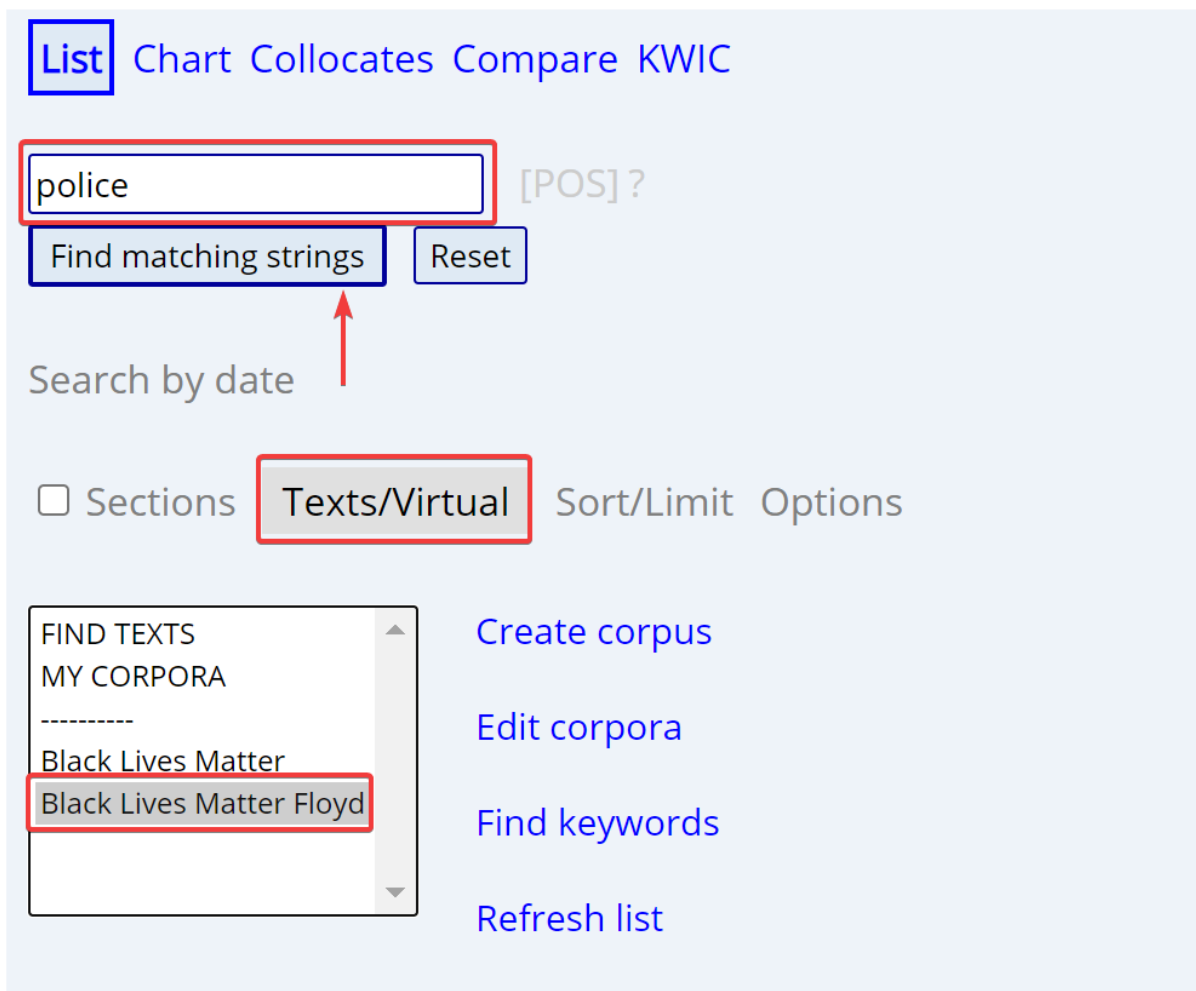 List Chart Collocates Compare KWIC
police [POS] ?
Find matching strings Reset
Search by date
Sections Texts/Virtual Sort/Limit Options
FIND TEXTS Create corpus
MY CORPORA
----------
Edit corpora
Black Lives Matter
Black Lives Matter Floyd
Find keywords
Refresh list